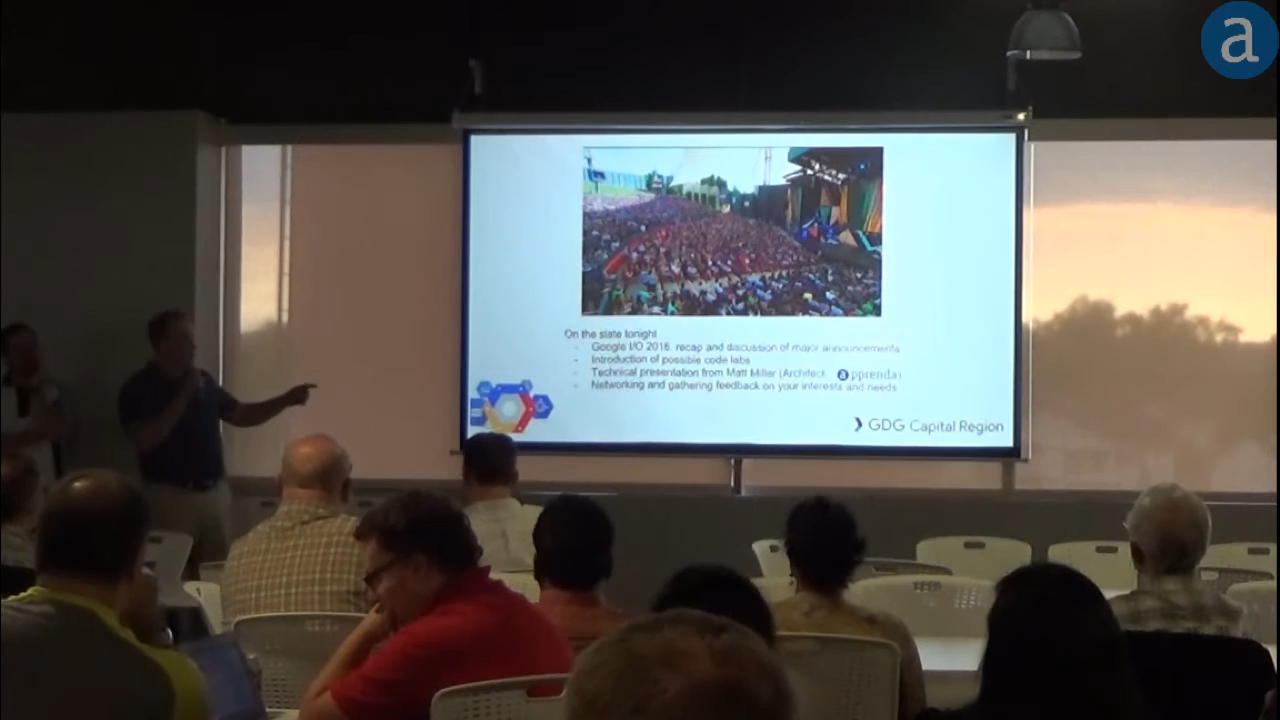 a
On the slate tonight
- Google I/O 2016, recap and discussion of major announcements
- Introduction of possible code labs
- Technical presentation from Matt Miller (Architect, apprenda)
- Networking and gathering feedback on your interests and needs
GDG Capital Region